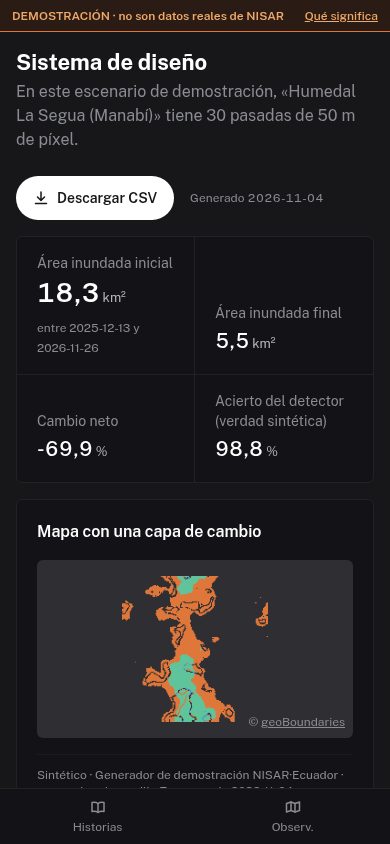 DEMOSTRACIÓN · no son datos reales de NISAR
Qué significa
Sistema de diseño
En este escenario de demostración, «Humedal
La Segua (Manabí)» tiene 30 pasadas de 50 m
de píxel.
Descargar CSV
Generado 2026-11-04
Área inundada inicial
18,3 km²
entre 2025-12-13 y
2026-11-26
Área inundada final
5,5 km²
Cambio neto
-69,9 %
Acierto del detector
(verdad sintética)
98,8 %
Mapa con una capa de cambio
© geoBoundaries
Sintético · Generador de demostración NISAR-Ecuador ·
Historias
Observ.